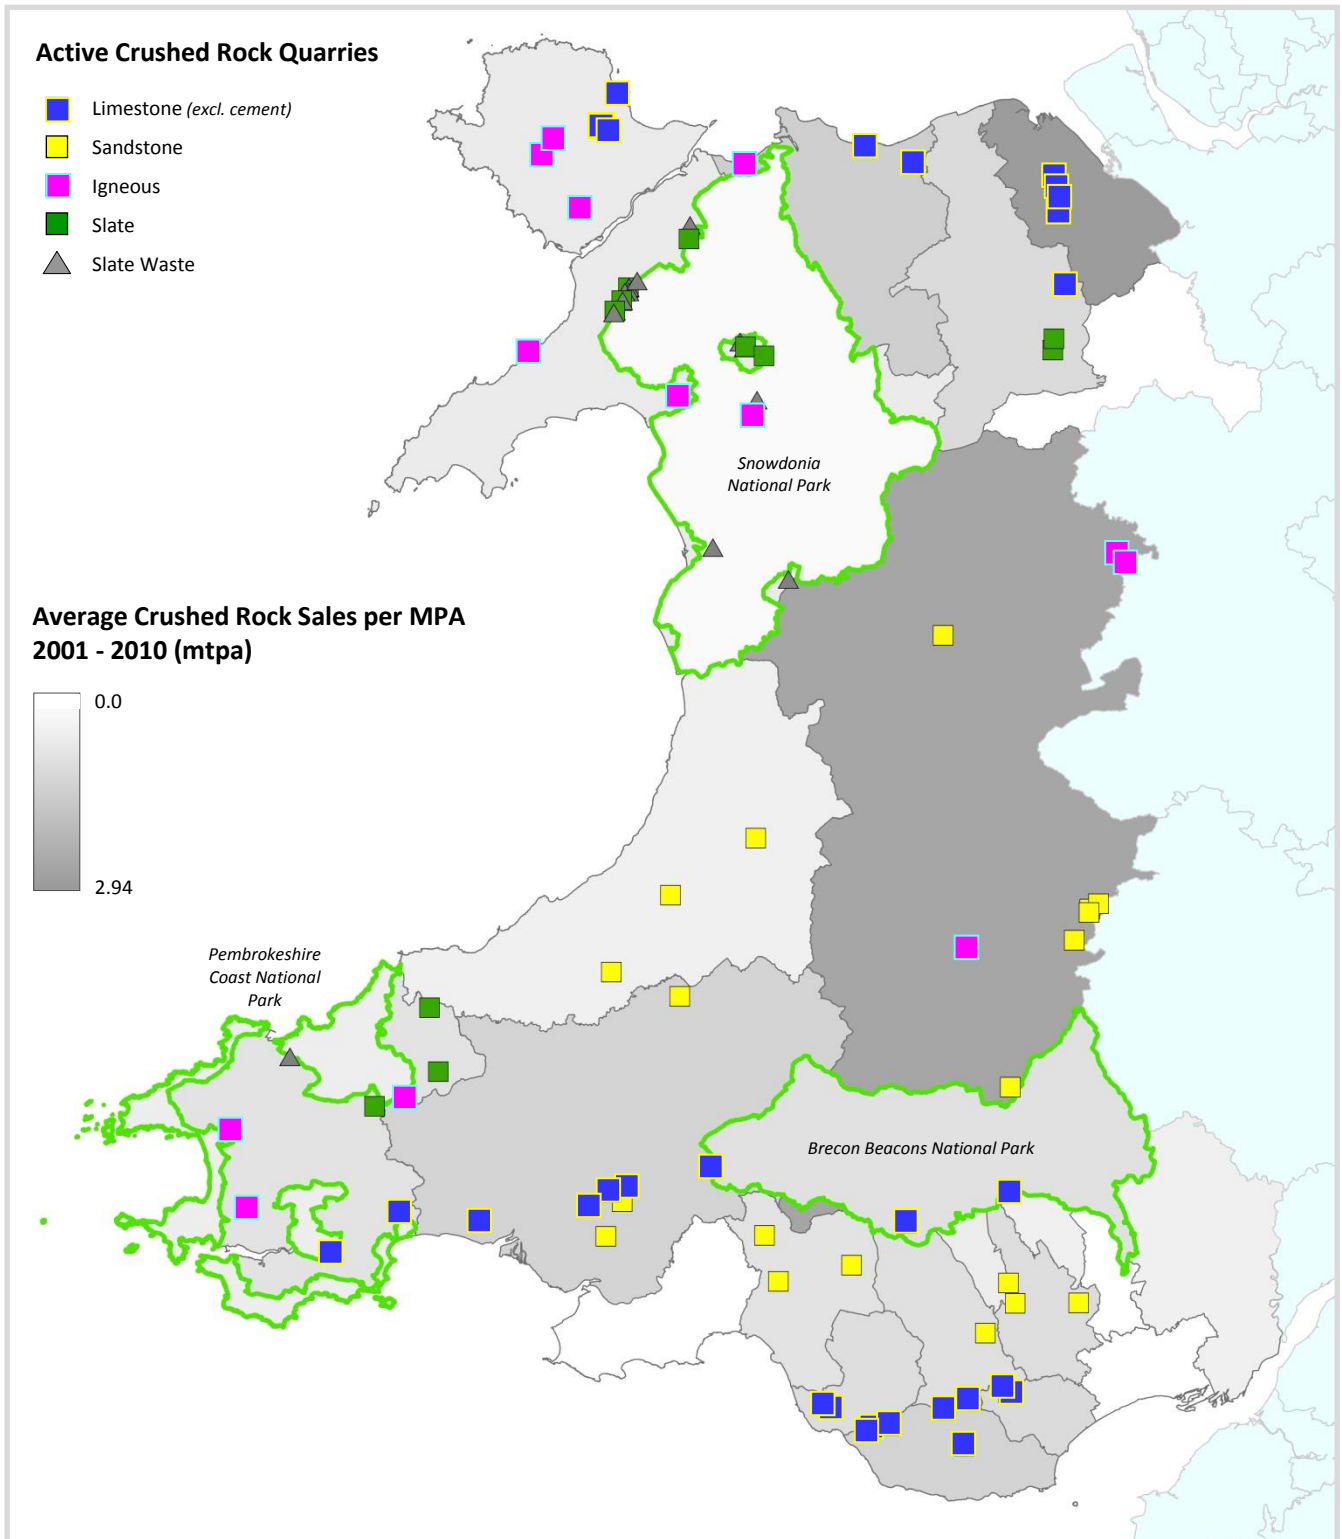 Active Crushed Rock Quarries
Limestone (excl. cement)
Sandstone
Igneous
Slate
Slate Waste
Snowdonia
National Park
Average Crushed Rock Sales per MPA
2001 - 2010 (mtpa)
0.0
2.94
Pembrokeshire
Coast National
Park
Brecon Beacons National Park